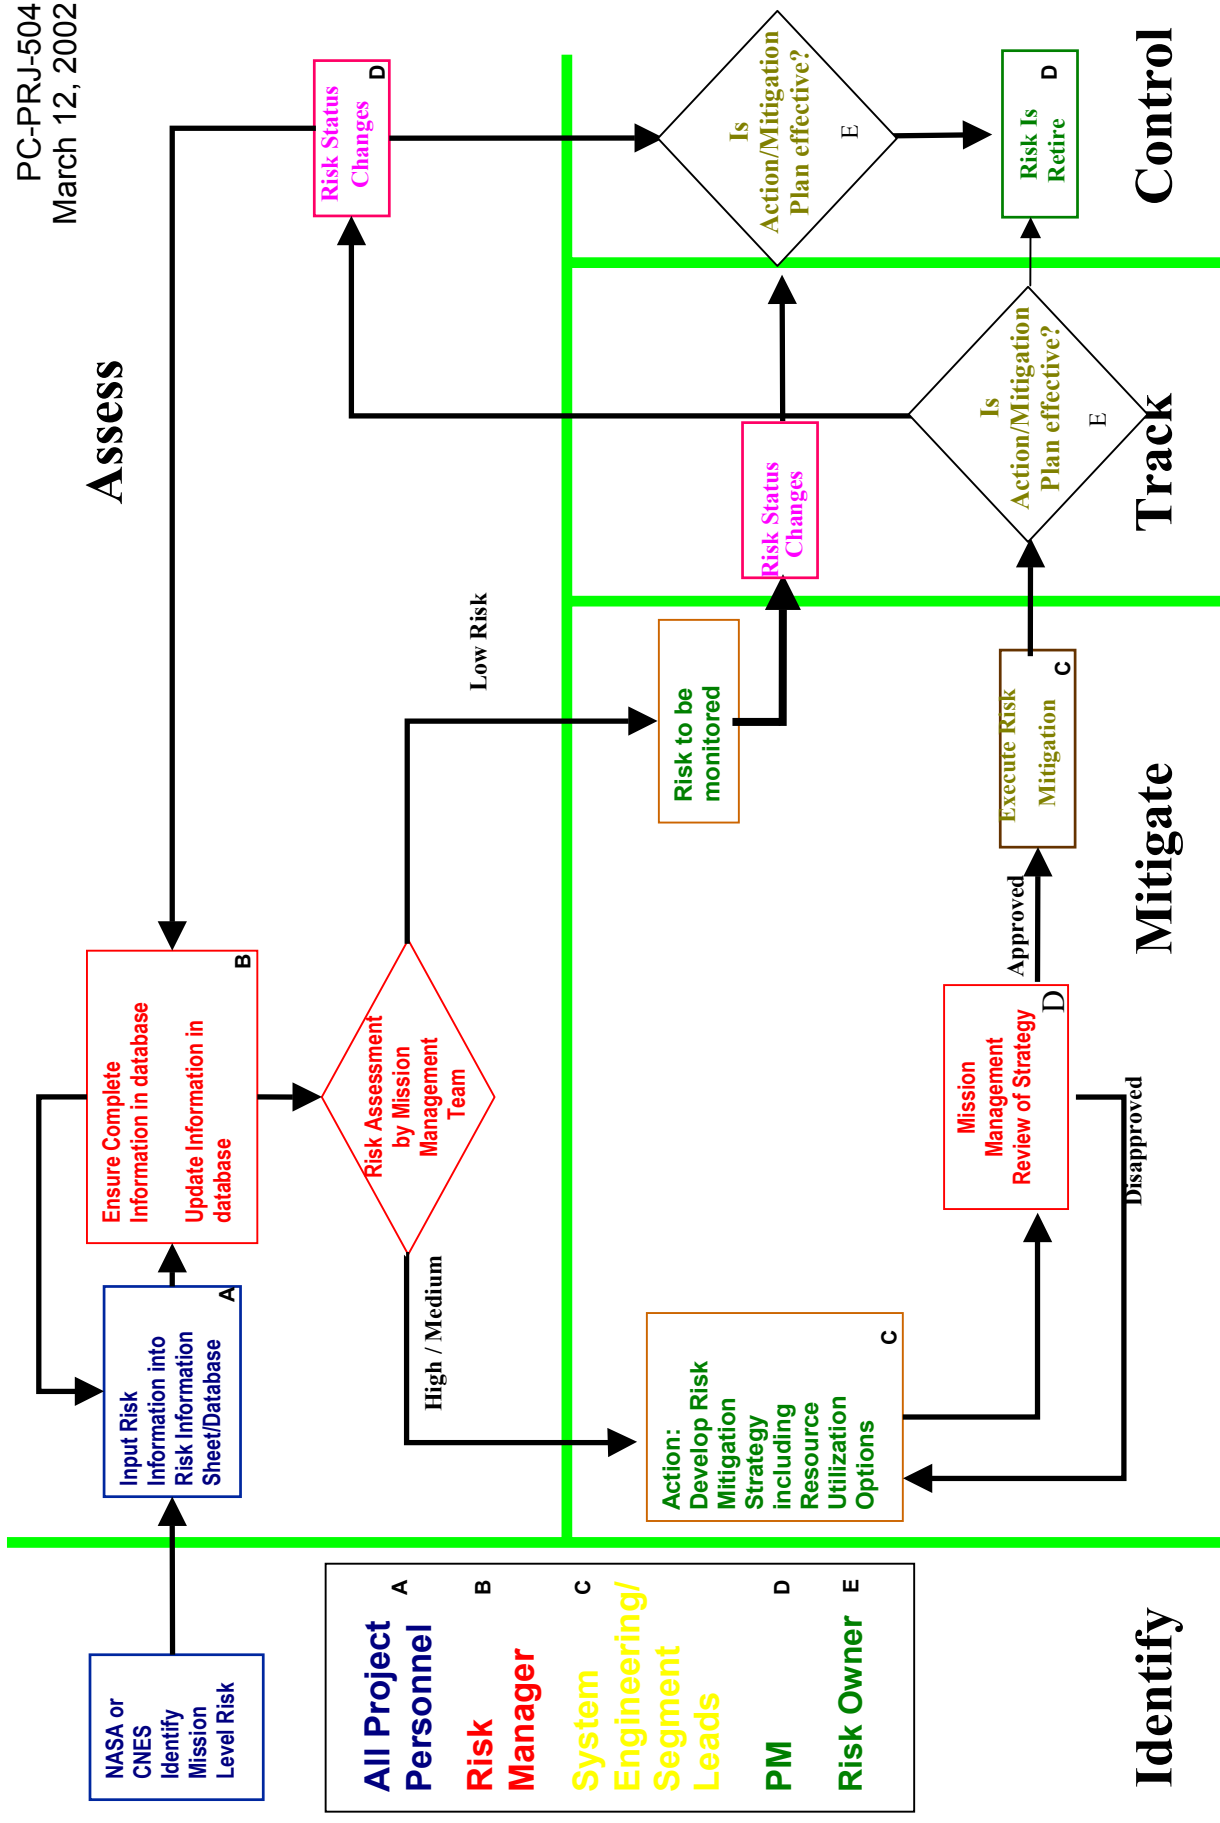 PC-PRJ-504
March 12, 2002
Assess
NASA or
CNES
Identify
Mission
Level Risk
Input Risk
Information into
Risk Information
Sheet/Database
A
Ensure Complete
Information in database
Update Information in
database
B
Risk Assessment
by Mission
Management
Team
High / Medium
Low Risk
Risk Status
Changes
D
All Project
Personnel
A
Risk
Manager
B
System
Engineering/
Segment
Leads
C
PM
D
Risk Owner
E
Action:
Develop Risk
Mitigation
Strategy
including
Resource
Utilization
Options
C
Mission
Management
Review of Strategy
D
Approved
Disapproved
Risk to be
monitored
Execute Risk
Mitigation
C
Risk Status
Changes
Is
Action/Mitigation
Plan effective?
E
Is
Action/Mitigation
Plan effective?
E
Risk Is
Retire
D
Identify
Mitigate
Track
Control